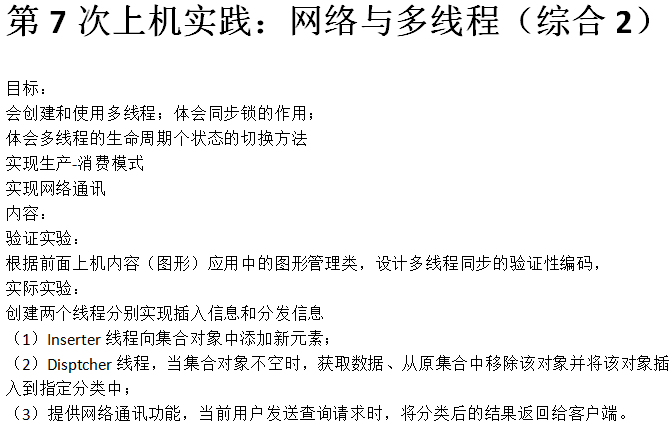 第 7 次上机实践：网络与多线程（综合 2）
目标：
会创建和使用多线程；体会同步锁的作用；
体会多线程的生命周期个状态的切换方法
实现生产-消费模式
实现网络通讯
内容：
验证实验：
根据前面上机内容（图形）应用中的图形管理类，设计多线程同步的验证性编码，
实际实验：
创建两个线程分别实现插入信息和分发信息
（1）Inserter 线程向集合对象中添加新元素；
（2）Disptcher 线程，当集合对象不空时，获取数据、从原集合中移除该对象并将该对象插
入到指定分类中；
（3）提供网络通讯功能，当前用户发送查询请求时，将分类后的结果返回给客户端。